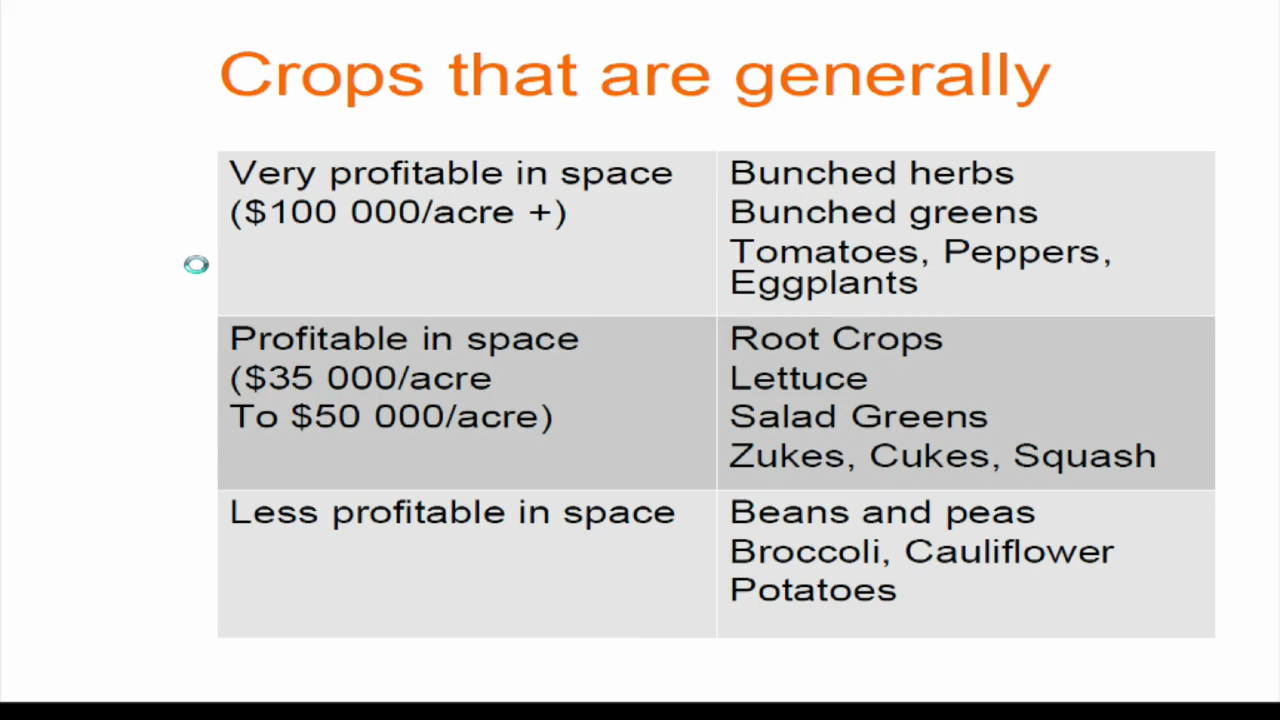 Crops that are generally
Very profitable in space
($100 000/acre +)
Bunched herbs
Bunched greens
Tomatoes, Peppers,
Eggplants
Profitable in space
($35 000/acre
To $50 000/acre)
Root Crops
Lettuce
Salad Greens
Zukes, Cukes, Squash
Less profitable in space
Beans and peas
Broccoli, Cauliflower
Potatoes